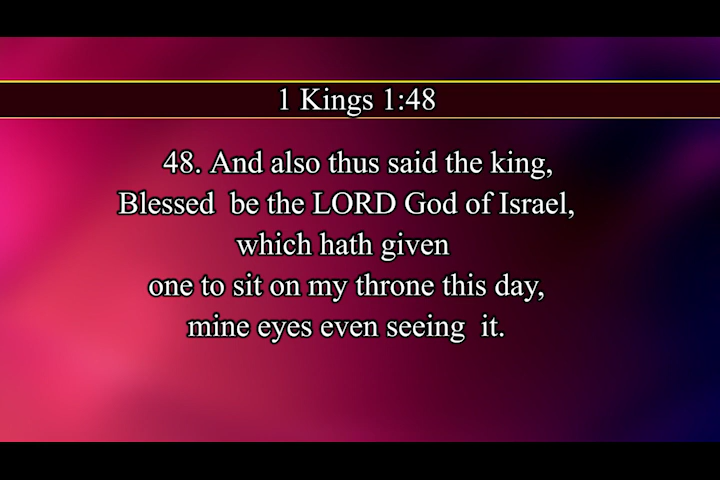 1 Kings 1:48
48. And also thus said the king,
Blessed  be the LORD God of Israel,
which hath given
one to sit on my throne this day,
mine eyes even seeing  it.